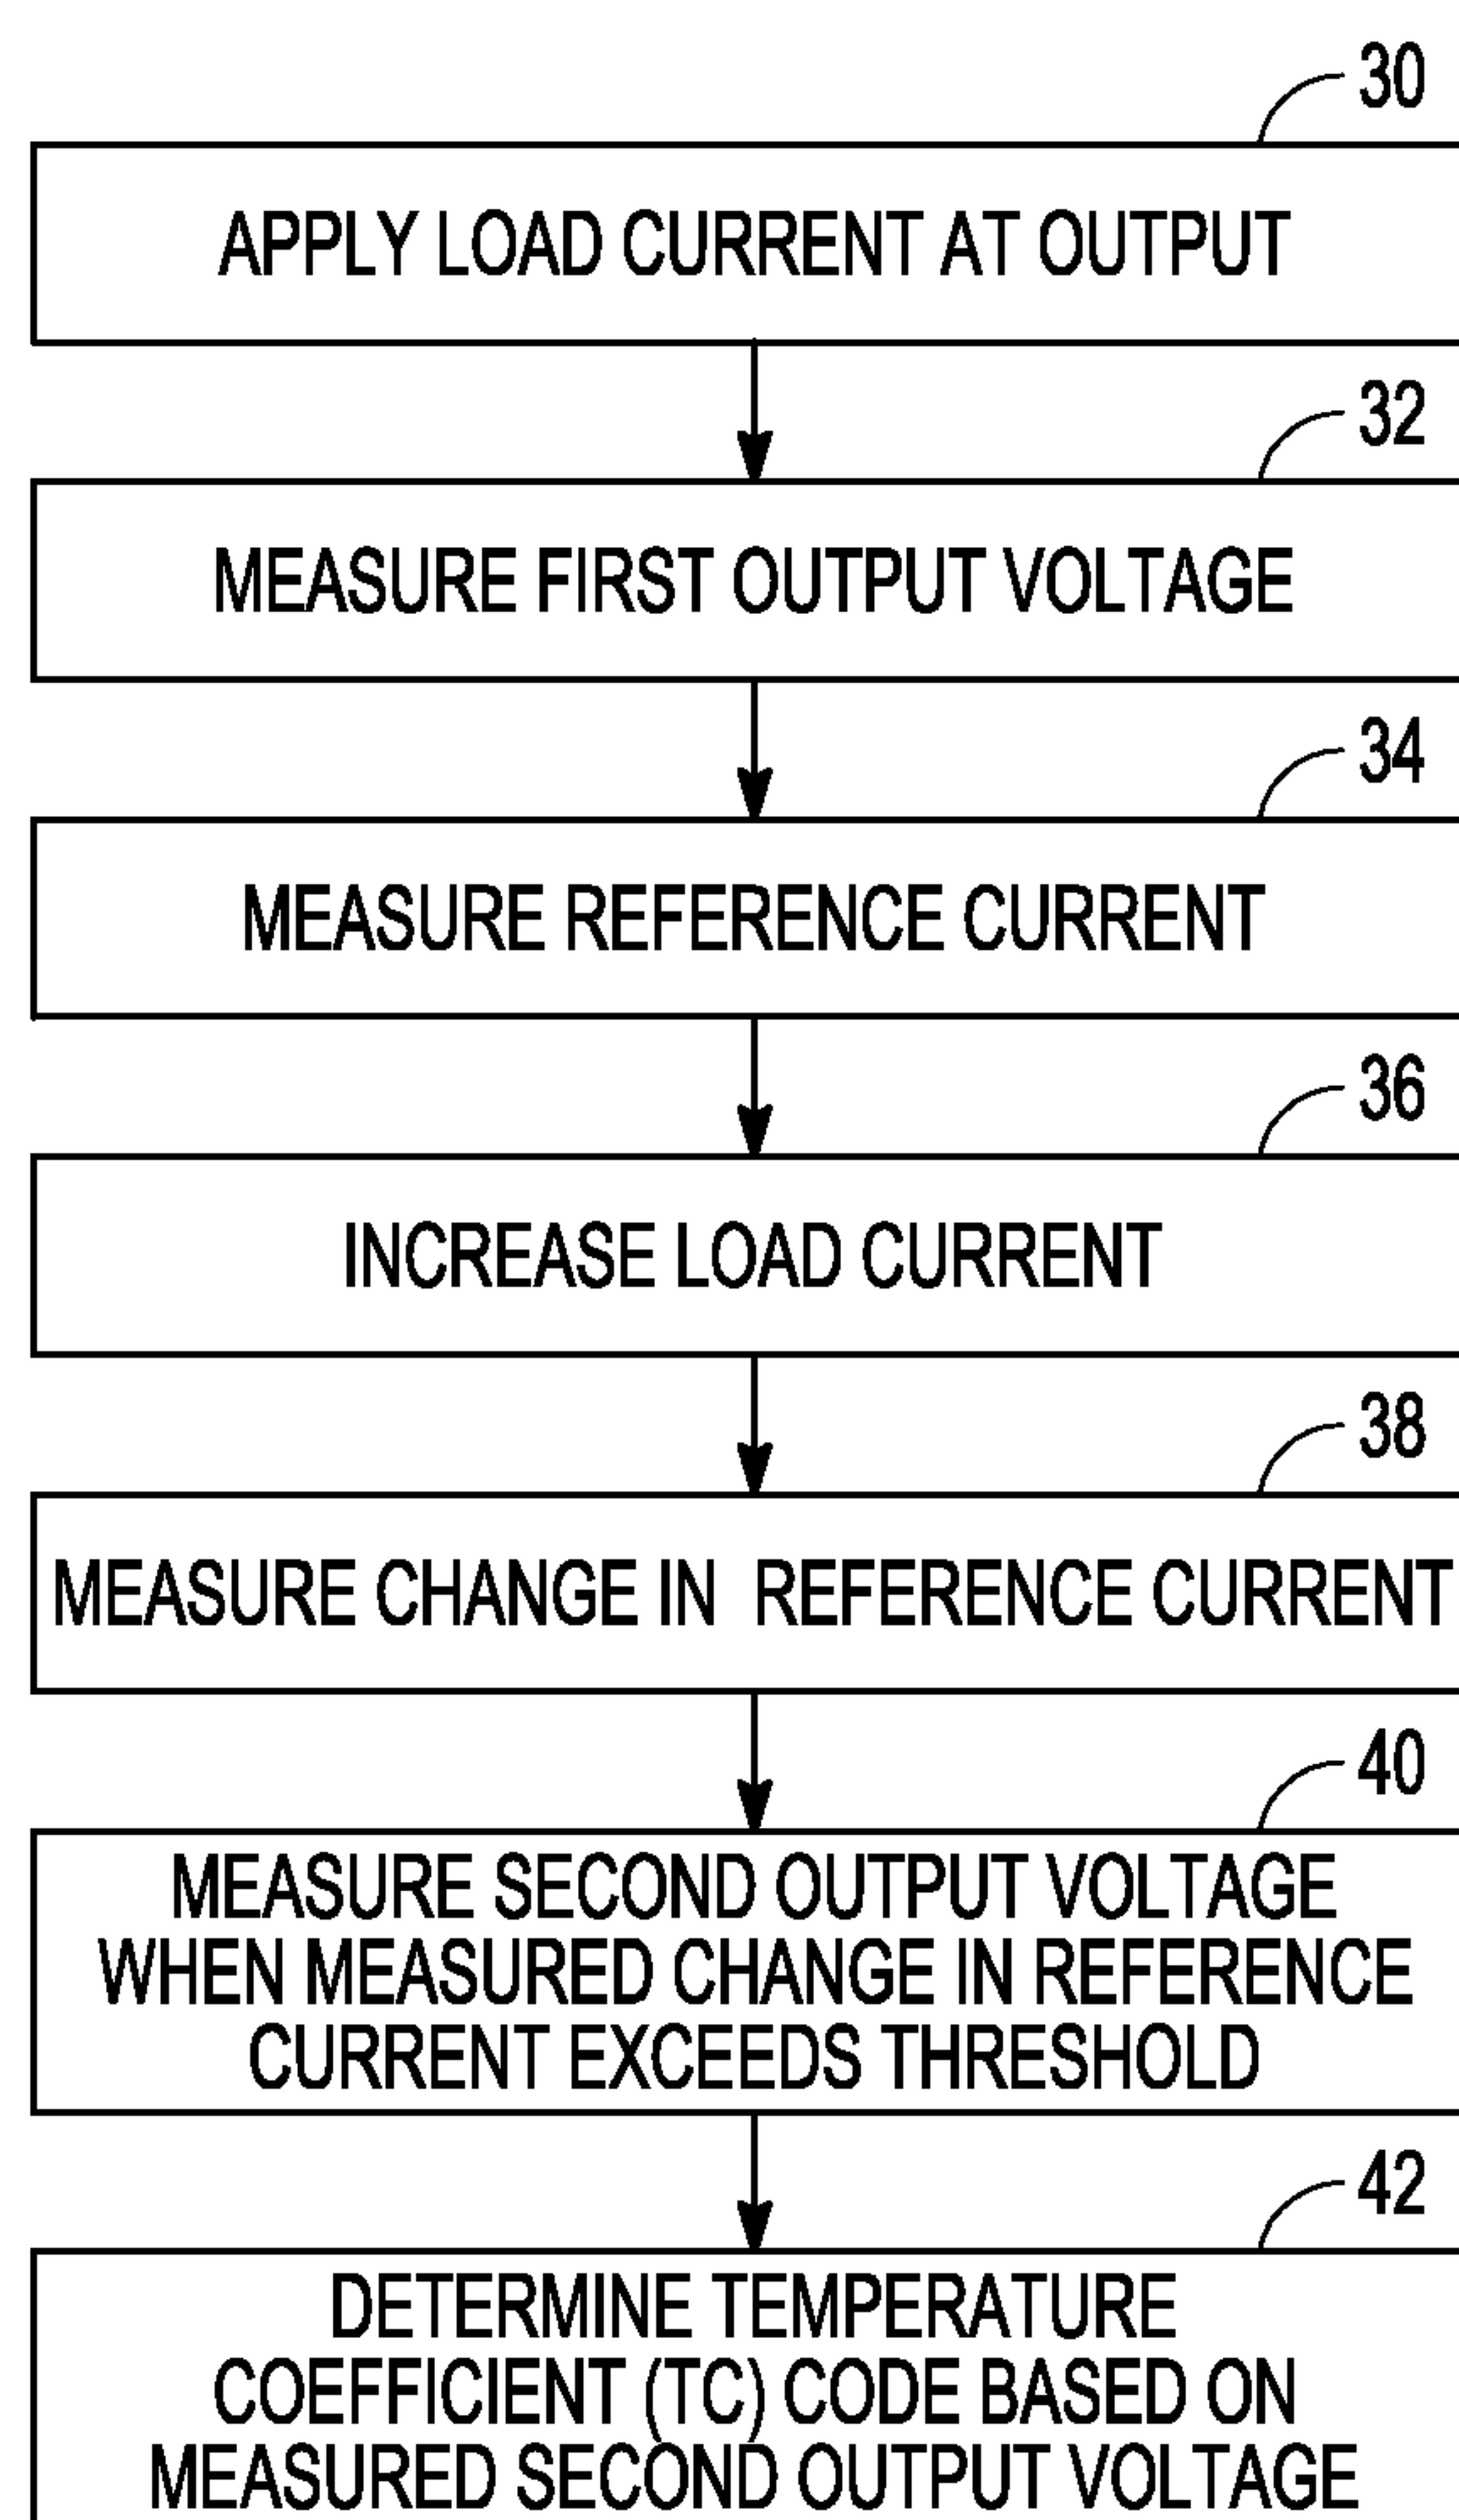 30
APPLY LOAD CURRENT AT OUTPUT
32
MEASURE FIRST OUTPUT VOLTAGE
34
MEASURE REFERENCE CURRENT
36
INCREASE LOAD CURRENT
38
MEASURE CHANGE IN REFERENCE CURRENT
40
MEASURE SECOND OUTPUT VOLTAGE
WHEN MEASURED CHANGE IN REFERENCE
CURRENT EXCEEDS THRESHOLD
42
DETERMINE TEMPERATURE
COEFFICIENT (TC) CODE BASED ON
MEASURED SECOND OUTPUT VOLTAGE